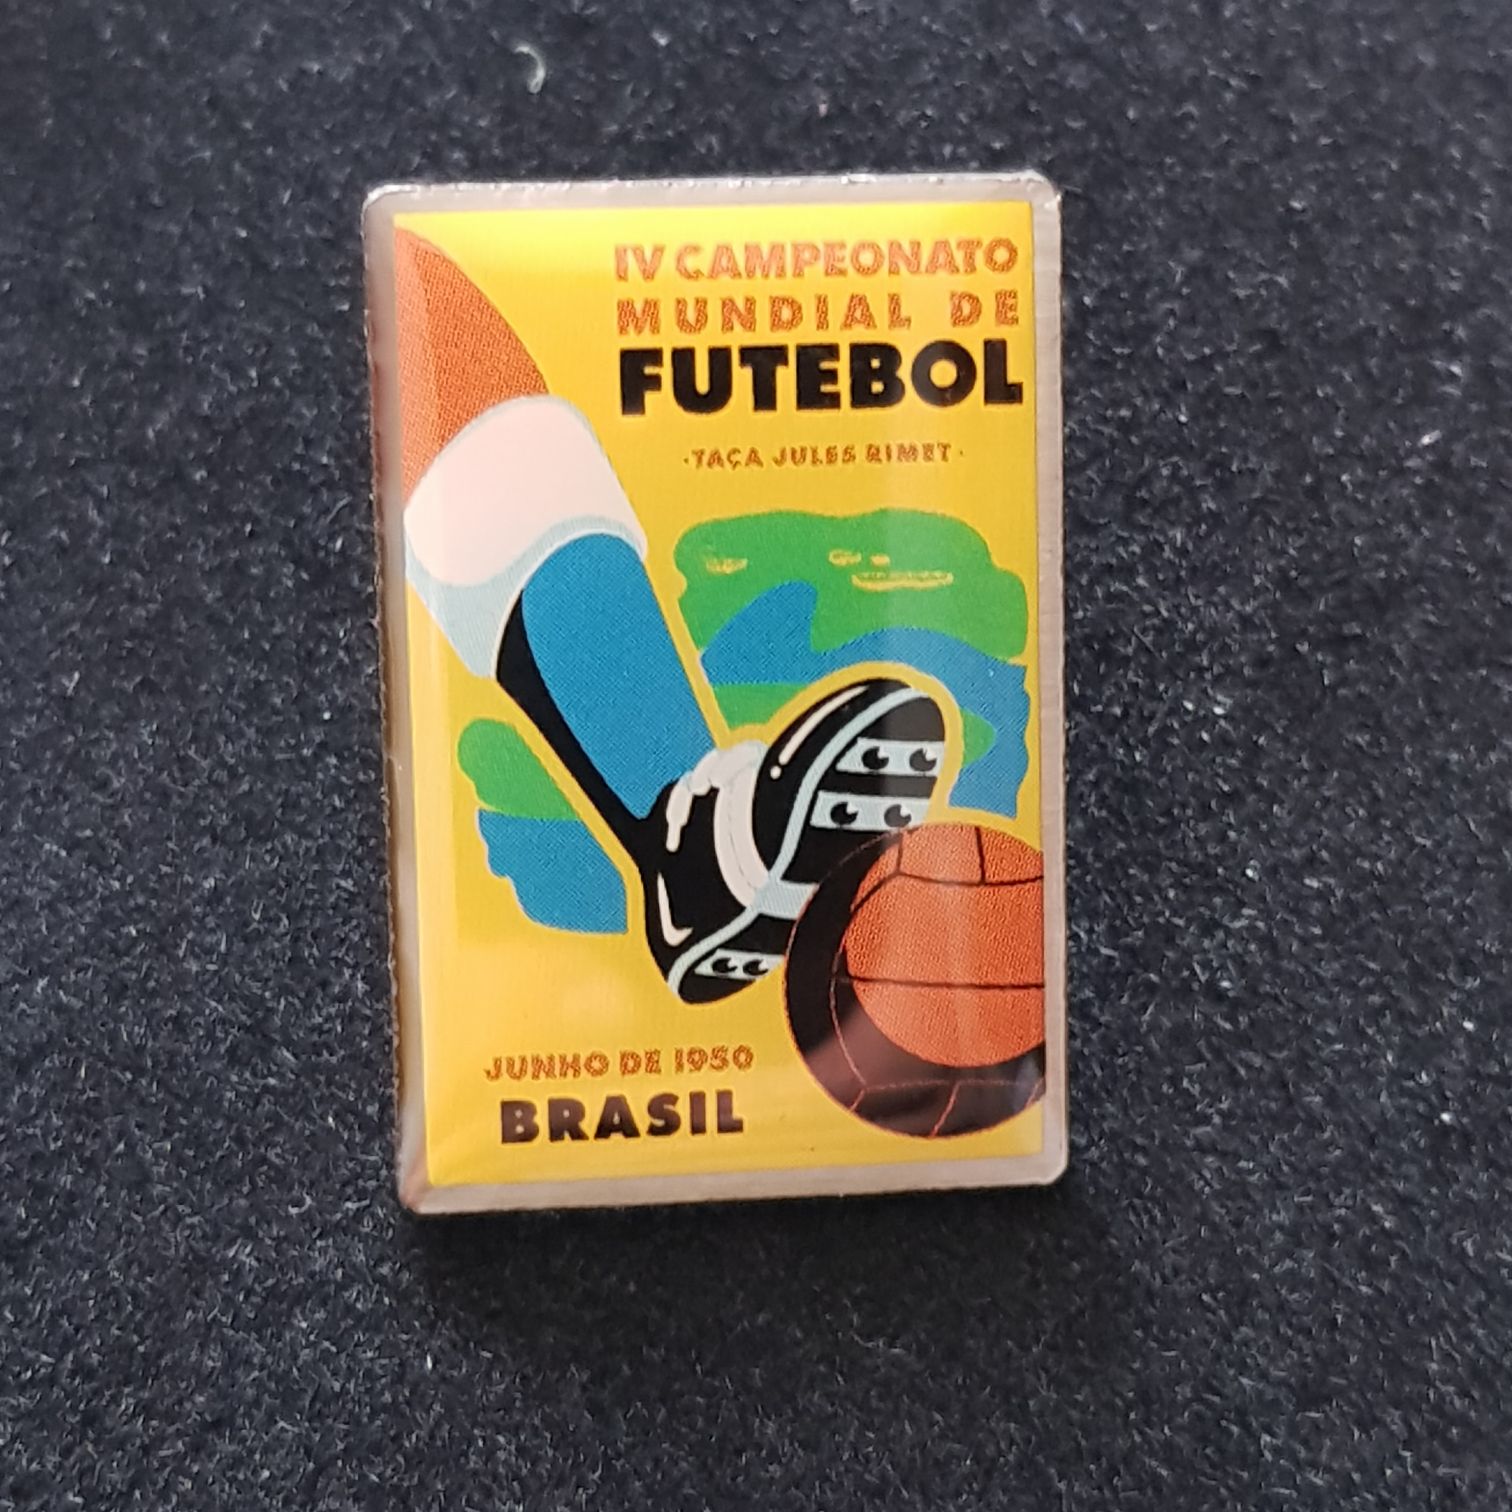 IV CAMPEONATO
MUNDIAL DE
FUTEBOL
·TAÇA JULES RIMET·
JUNHO DE 1950
BRASIL